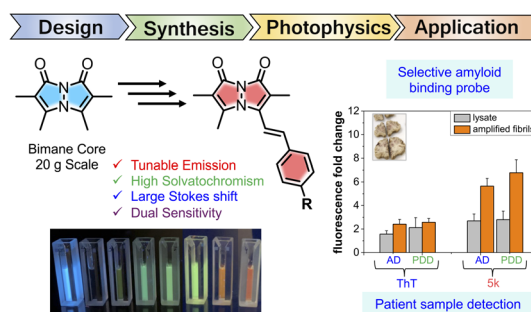 Design
Synthesis
Photophysics
Application
O
O
N
N
Bimane Core
20 g Scale
O
O
N
N
R
✓ Tunable Emission
✓ High Solvatochromism
✓ Large Stokes shift
✓ Dual Sensitivity
Selective amyloid
binding probe
fluorescence fold change
12
10
8
6
4
2
0
lysate
amplified fibrils
AD
PDD
AD
PDD
ThT
5k
Patient sample detection